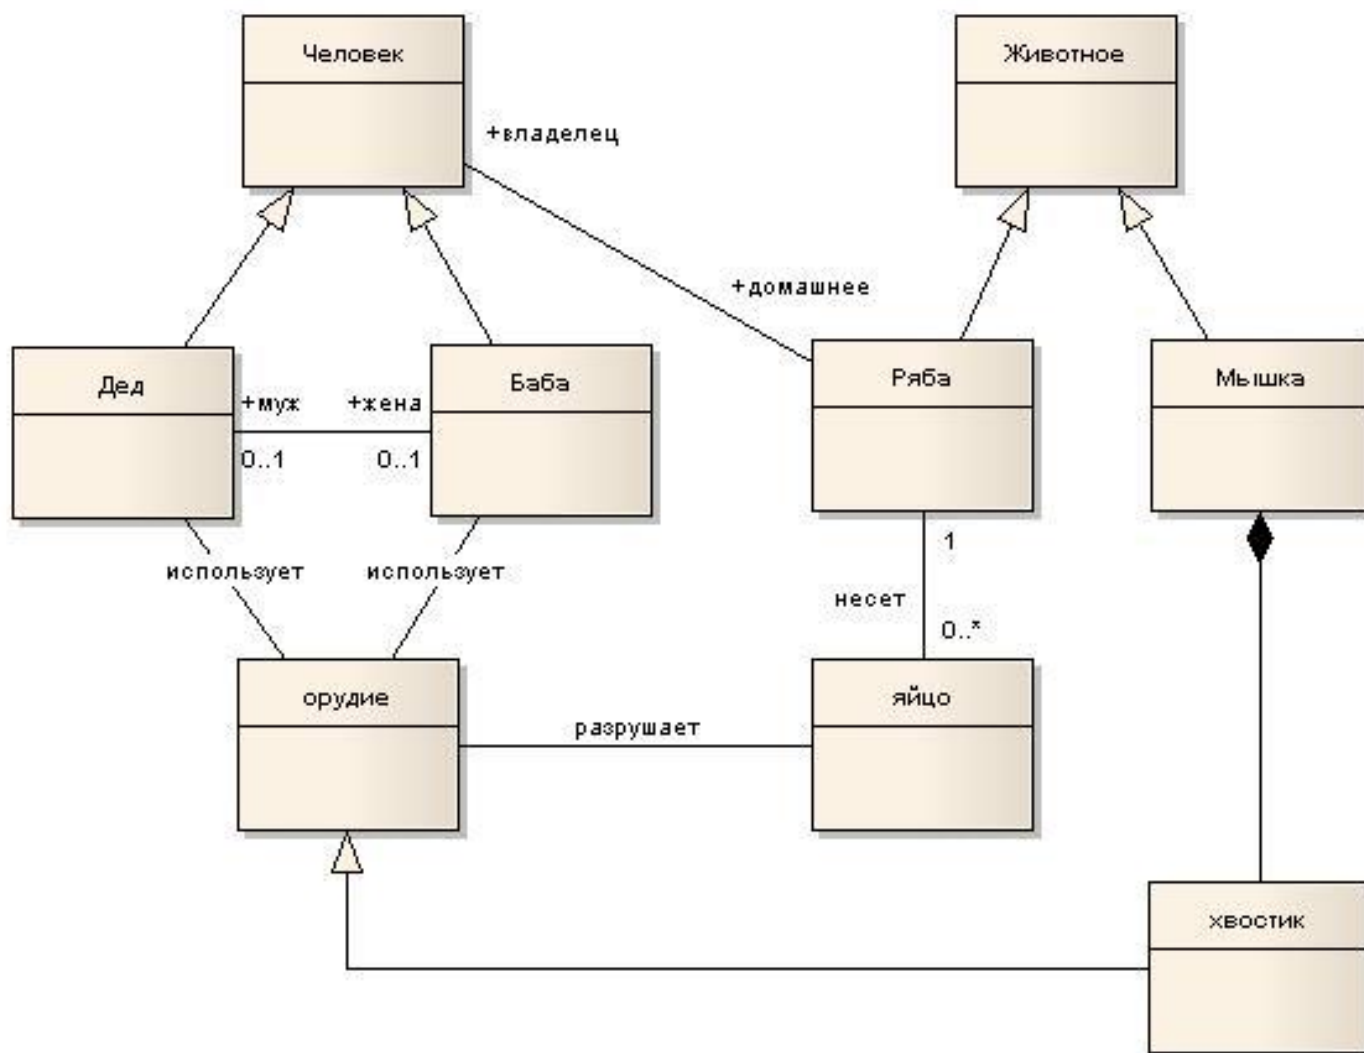 Человек
Животное
+владелец
+домашнее
Дед
Баба
Ряба
Мышка
+муж
+жена
0..1
0..1
1
использует
использует
несет
0..*
орудие
яйцо
разрушает
хвостик